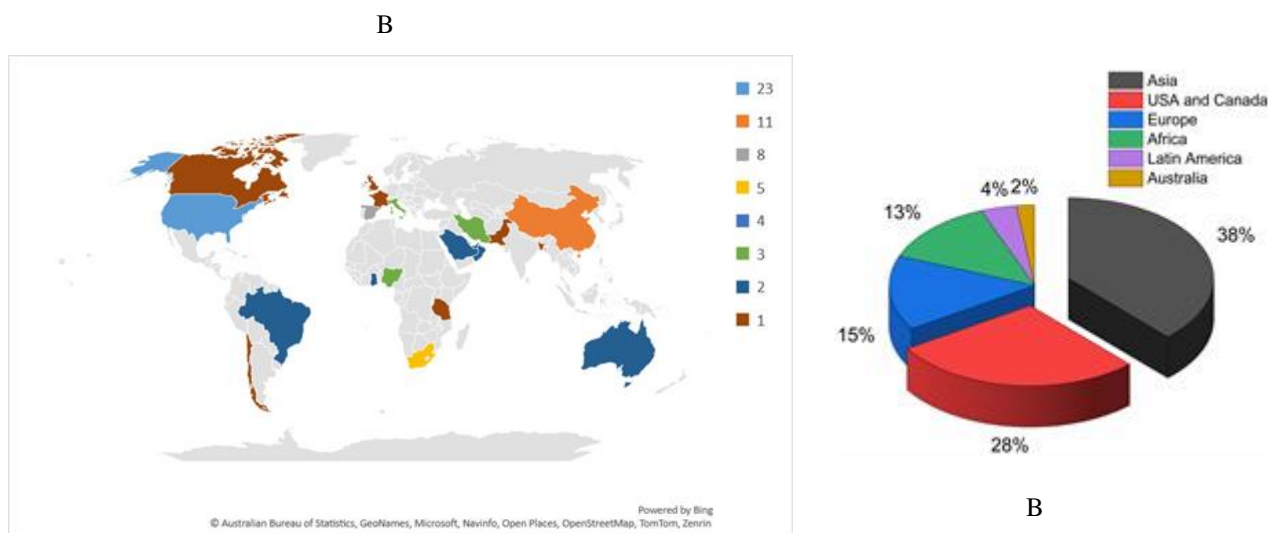 B
23
11
8
5
4
3
2
1
Powered by Bing
© Australian Bureau of Statistics, GeoNames, Microsoft, Navinfo, Open Places, OpenStreetMap, TomTom, Zenrin
Asia
USA and Canada
Europe
Africa
Latin America
Australia
4% 2%
13%
38%
15%
28%
B